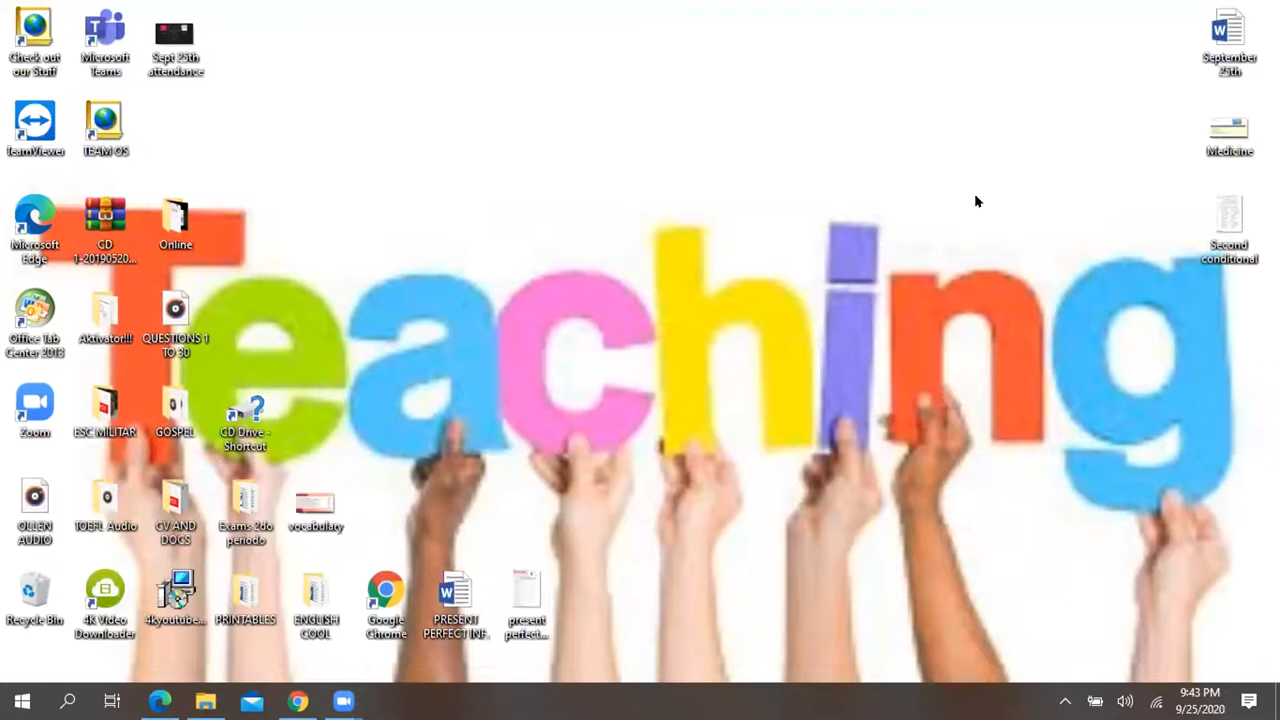 Check out
our Stuff
Microsoft
Teams
Sept 25th
attendance
September
25th
TeamViewer
TEAM OS
Medicine
Microsoft
Edge
CD
1-20190520...
Online
Second
conditional
Teaching
Office Tab
Center 2013
Aktivator!!!
QUESTIONS 1
TO 30
Zoom
ESC MILITAR
GOSPEL
CD Drive -
Shortcut
OLLEN
AUDIO
TOEFL Audio
CV AND
DOCS
Exams 2do
periodo
vocabulary
Recycle Bin
4K Video
Downloader
4kyoutube...
PRINTABLES
ENGLISH
COOL
Google
Chrome
PRESENT
PERFECT INF.
present
perfect...
9:43 PM
9/25/2020